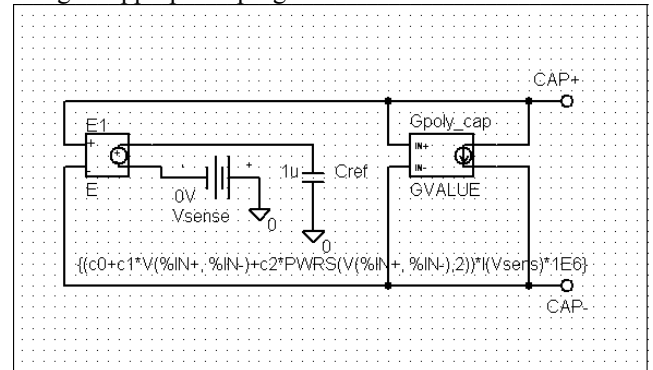 CAP+
E1
Gpoly_cap
+
-
+
+
IN+
IN-
1u
Cref
E
0V
GVALUE
Vsense
0
0
{(c0+c1*V(%IN+, %IN-)+c2*PWRS(V(%IN+, %IN-),2))*I(Vsens)*1E6}
CAP-